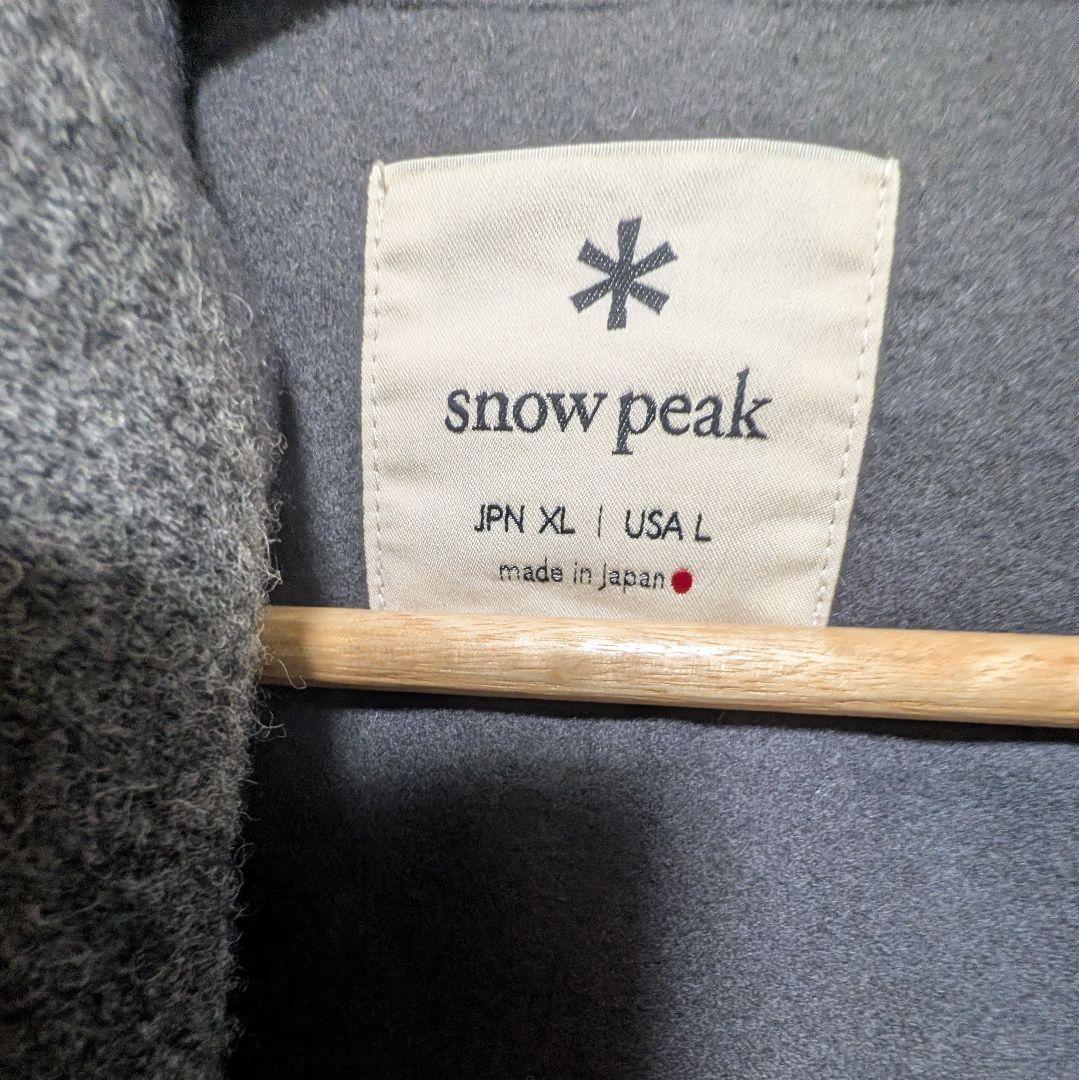 snow peak
JPN XL | USA L
made in japan